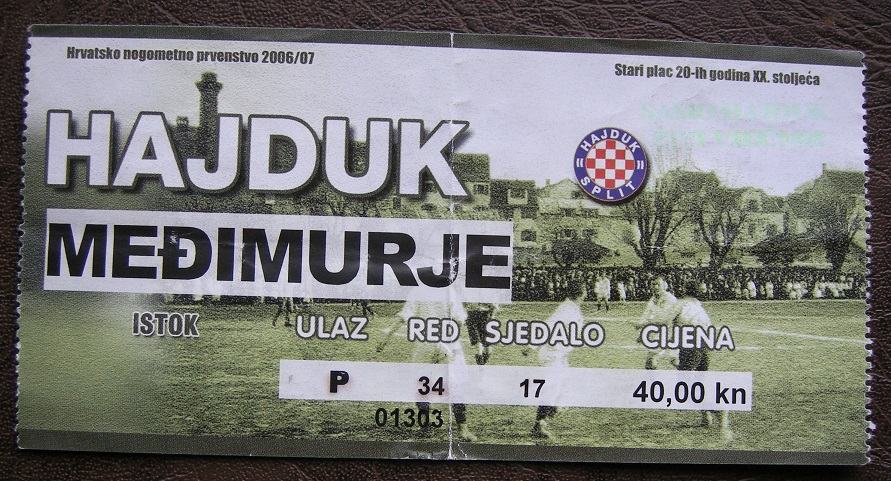 Hrvatsko nogometno prvenstvo 2006/07
Stari plac 20-ih godina XX. stoljeća
HAJDUK
HAJDUK SPLIT
MEĐIMURJE
ISTOK ULAZ RED SJEDALO CIJENA
P 34 17 40,00 kn
01303